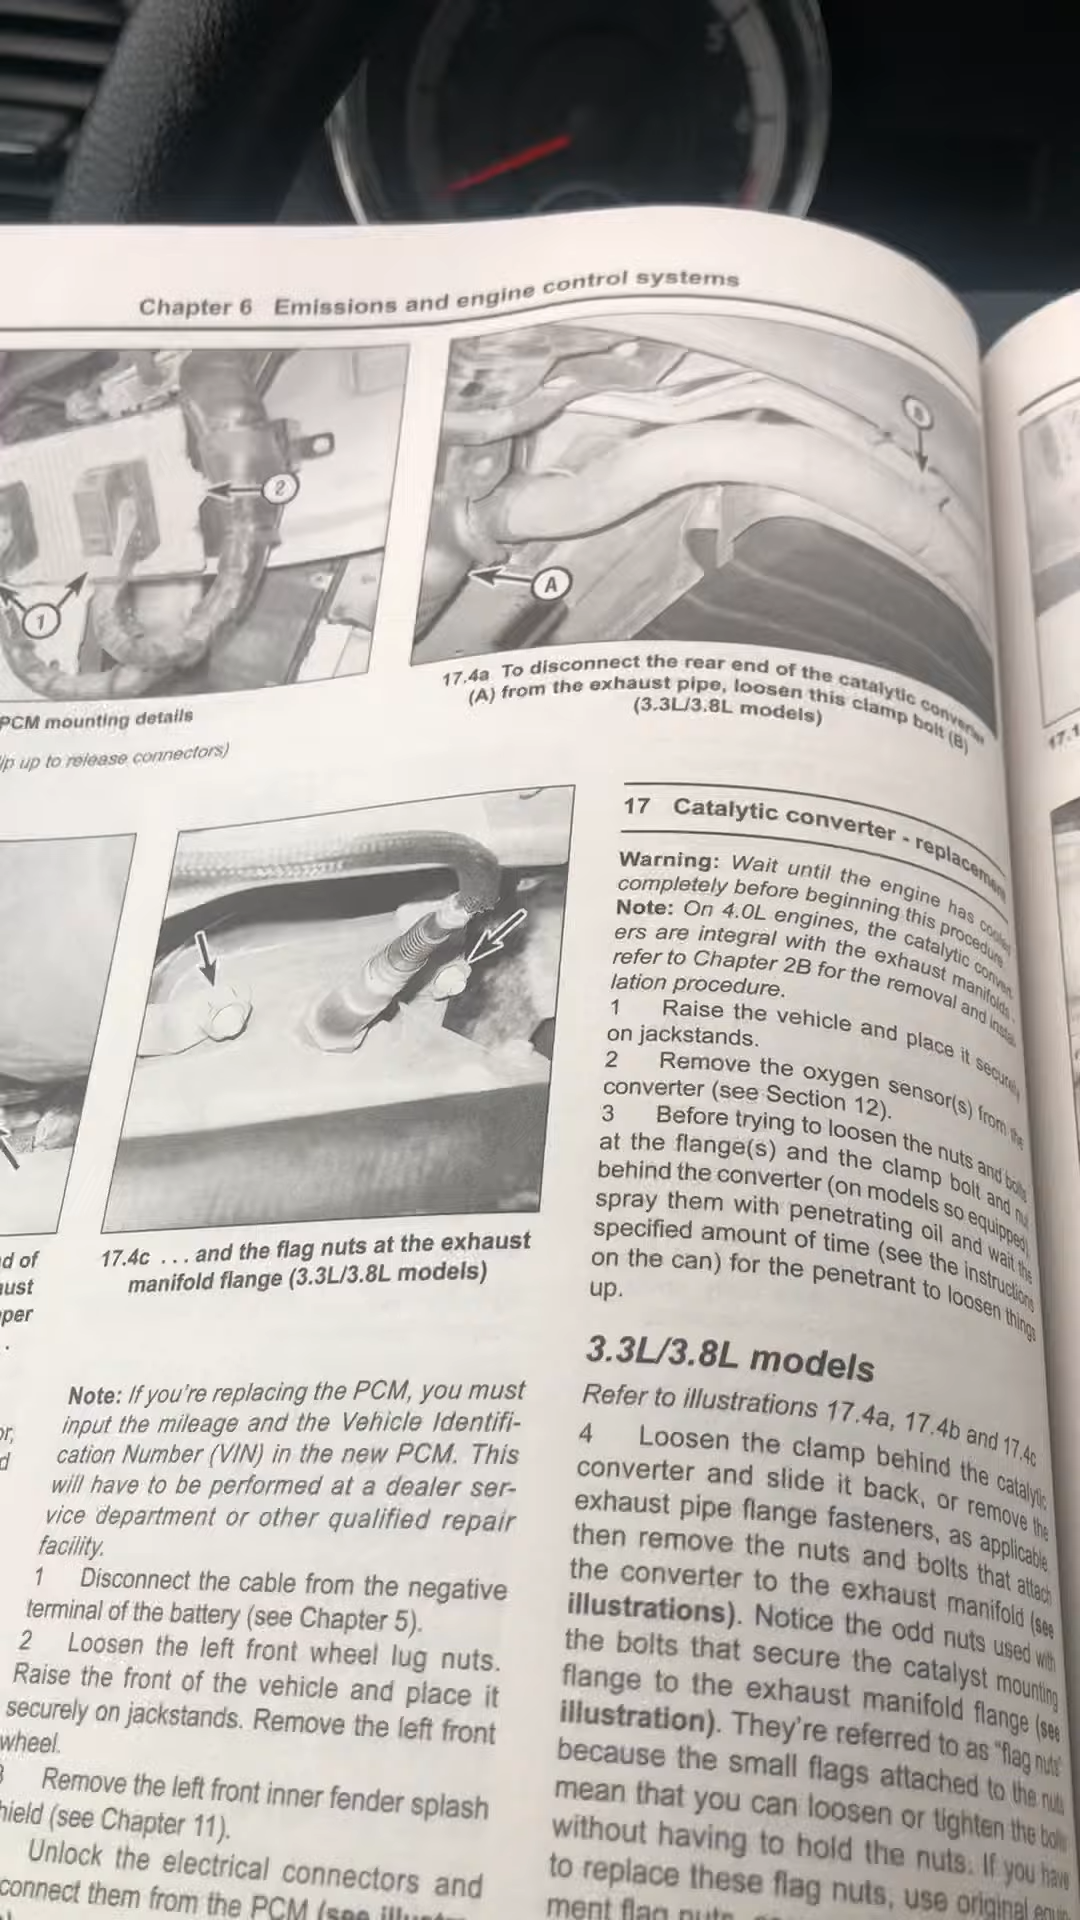 Chapter 6 Emissions and engine control systems
2
1
PCM mounting details
up to release connectors)
B
A
17.4a To disconnect the rear end of the catalytic converter
(A) from the exhaust pipe, loosen this clamp bolt (B)
(3.3L/3.8L models)
17.4c . . . and the flag nuts at the exhaust
manifold flange (3.3L/3.8L models)
Note: If you're replacing the PCM, you must
input the mileage and the Vehicle Identifi-
cation Number (VIN) in the new PCM. This
will have to be performed at a dealer ser-
vice department or other qualified repair
facility.
1 Disconnect the cable from the negative
terminal of the battery (see Chapter 5).
2 Loosen the left front wheel lug nuts.
Raise the front of the vehicle and place it
securely on jackstands. Remove the left front
wheel.
Remove the left front inner fender splash
(see Chapter 11).
Unlock the electrical connectors and
connect them from the PCM (see
17 Catalytic converter - replacement
Warning: Wait until the engine has cooled
completely before beginning this procedure.
Note: On 4.0L engines, the catalytic convert-
ers are integral with the exhaust manifolds,
refer to Chapter 2B for the removal and instal-
lation procedure.
1 Raise the vehicle and place it securely
on jackstands.
2 Remove the oxygen sensor(s) from the
converter (see Section 12).
3 Before trying to loosen the nuts and bolts
at the flange(s) and the clamp bolt and nut
behind the converter (on models so equipped),
spray them with penetrating oil and wait the
specified amount of time (see the instructions
on the can) for the penetrant to loosen things
up.
3.3L/3.8L models
Refer to illustrations 17.4a, 17.4b and 17.4c
4 Loosen the clamp behind the catalytic
converter and slide it back, or remove the
exhaust pipe flange fasteners, as applicable,
then remove the nuts and bolts that attach
the converter to the exhaust manifold (see
illustrations). Notice the odd nuts used with
the bolts that secure the catalyst mounting
flange to the exhaust manifold flange (see
illustration). They're referred to as "flag nuts"
because the small flags attached to the nuts
mean that you can loosen or tighten the bolts
without having to hold the nuts. If you have
to replace these flag nuts, use original equip-
ment flag nuts